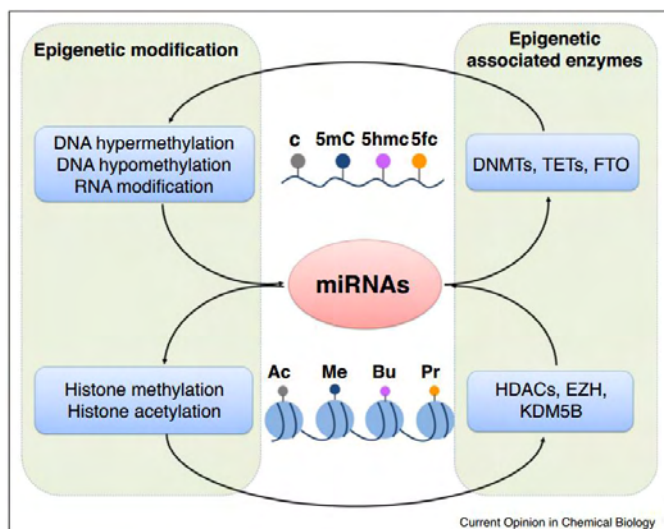 Epigenetic modification
Epigenetic
associated enzymes
DNA hypermethylation
DNA hypomethylation
RNA modification
c 5mC 5hmc 5fc
DNMTs, TETs, FTO
miRNAs
Histone methylation
Histone acetylation
Ac Me Bu Pr
HDACs, EZH,
KDM5B
Current Opinion in Chemical Biology